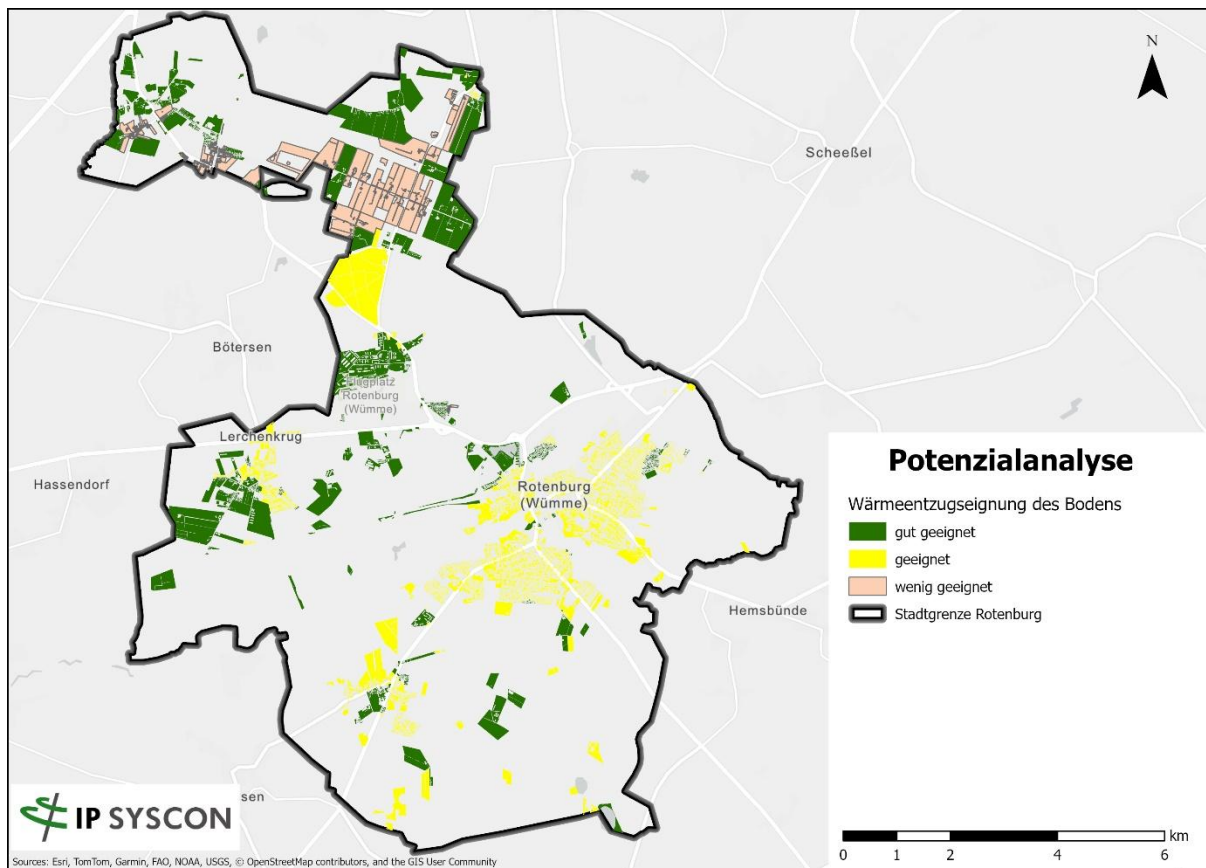 N
Scheeßel
Bötersen
Flugplatz
Rotenburg
(Wümme)
Lerchenkrug
Hassendorf
Rotenburg
(Wümme)
Hemsbünde
sen
Potenzialanalyse
Wärmeentzugseignung des Bodens
gut geeignet
geeignet
wenig geeignet
Stadtgrenze Rotenburg
IP SYSCON
km
0 1 2 4 6
Sources: Esri, TomTom, Garmin, FAO, NOAA, USGS, © OpenStreetMap contributors, and the GIS User Community